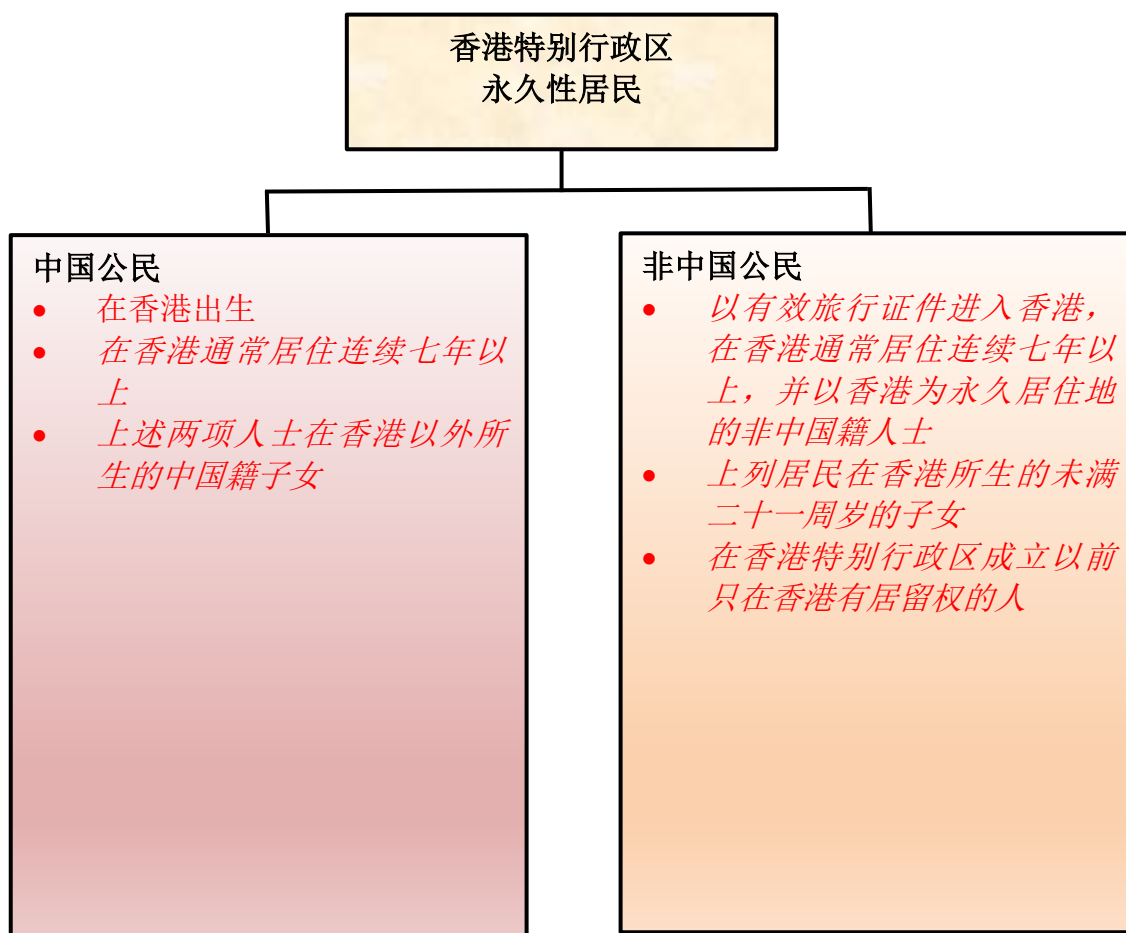 香港特别行政区
永久性居民
中国公民
• 在香港出生
• 在香港通常居住连续七年以
上
• 上述两项人士在香港以外所
生的中国籍子女
非中国公民
• 以有效旅行证件进入香港，
在香港通常居住连续七年以
上，并以香港为永久居住地
的非中国籍人士
• 上列居民在香港所生的未满
二十一周岁的子女
• 在香港特别行政区成立以前
只在香港有居留权的人